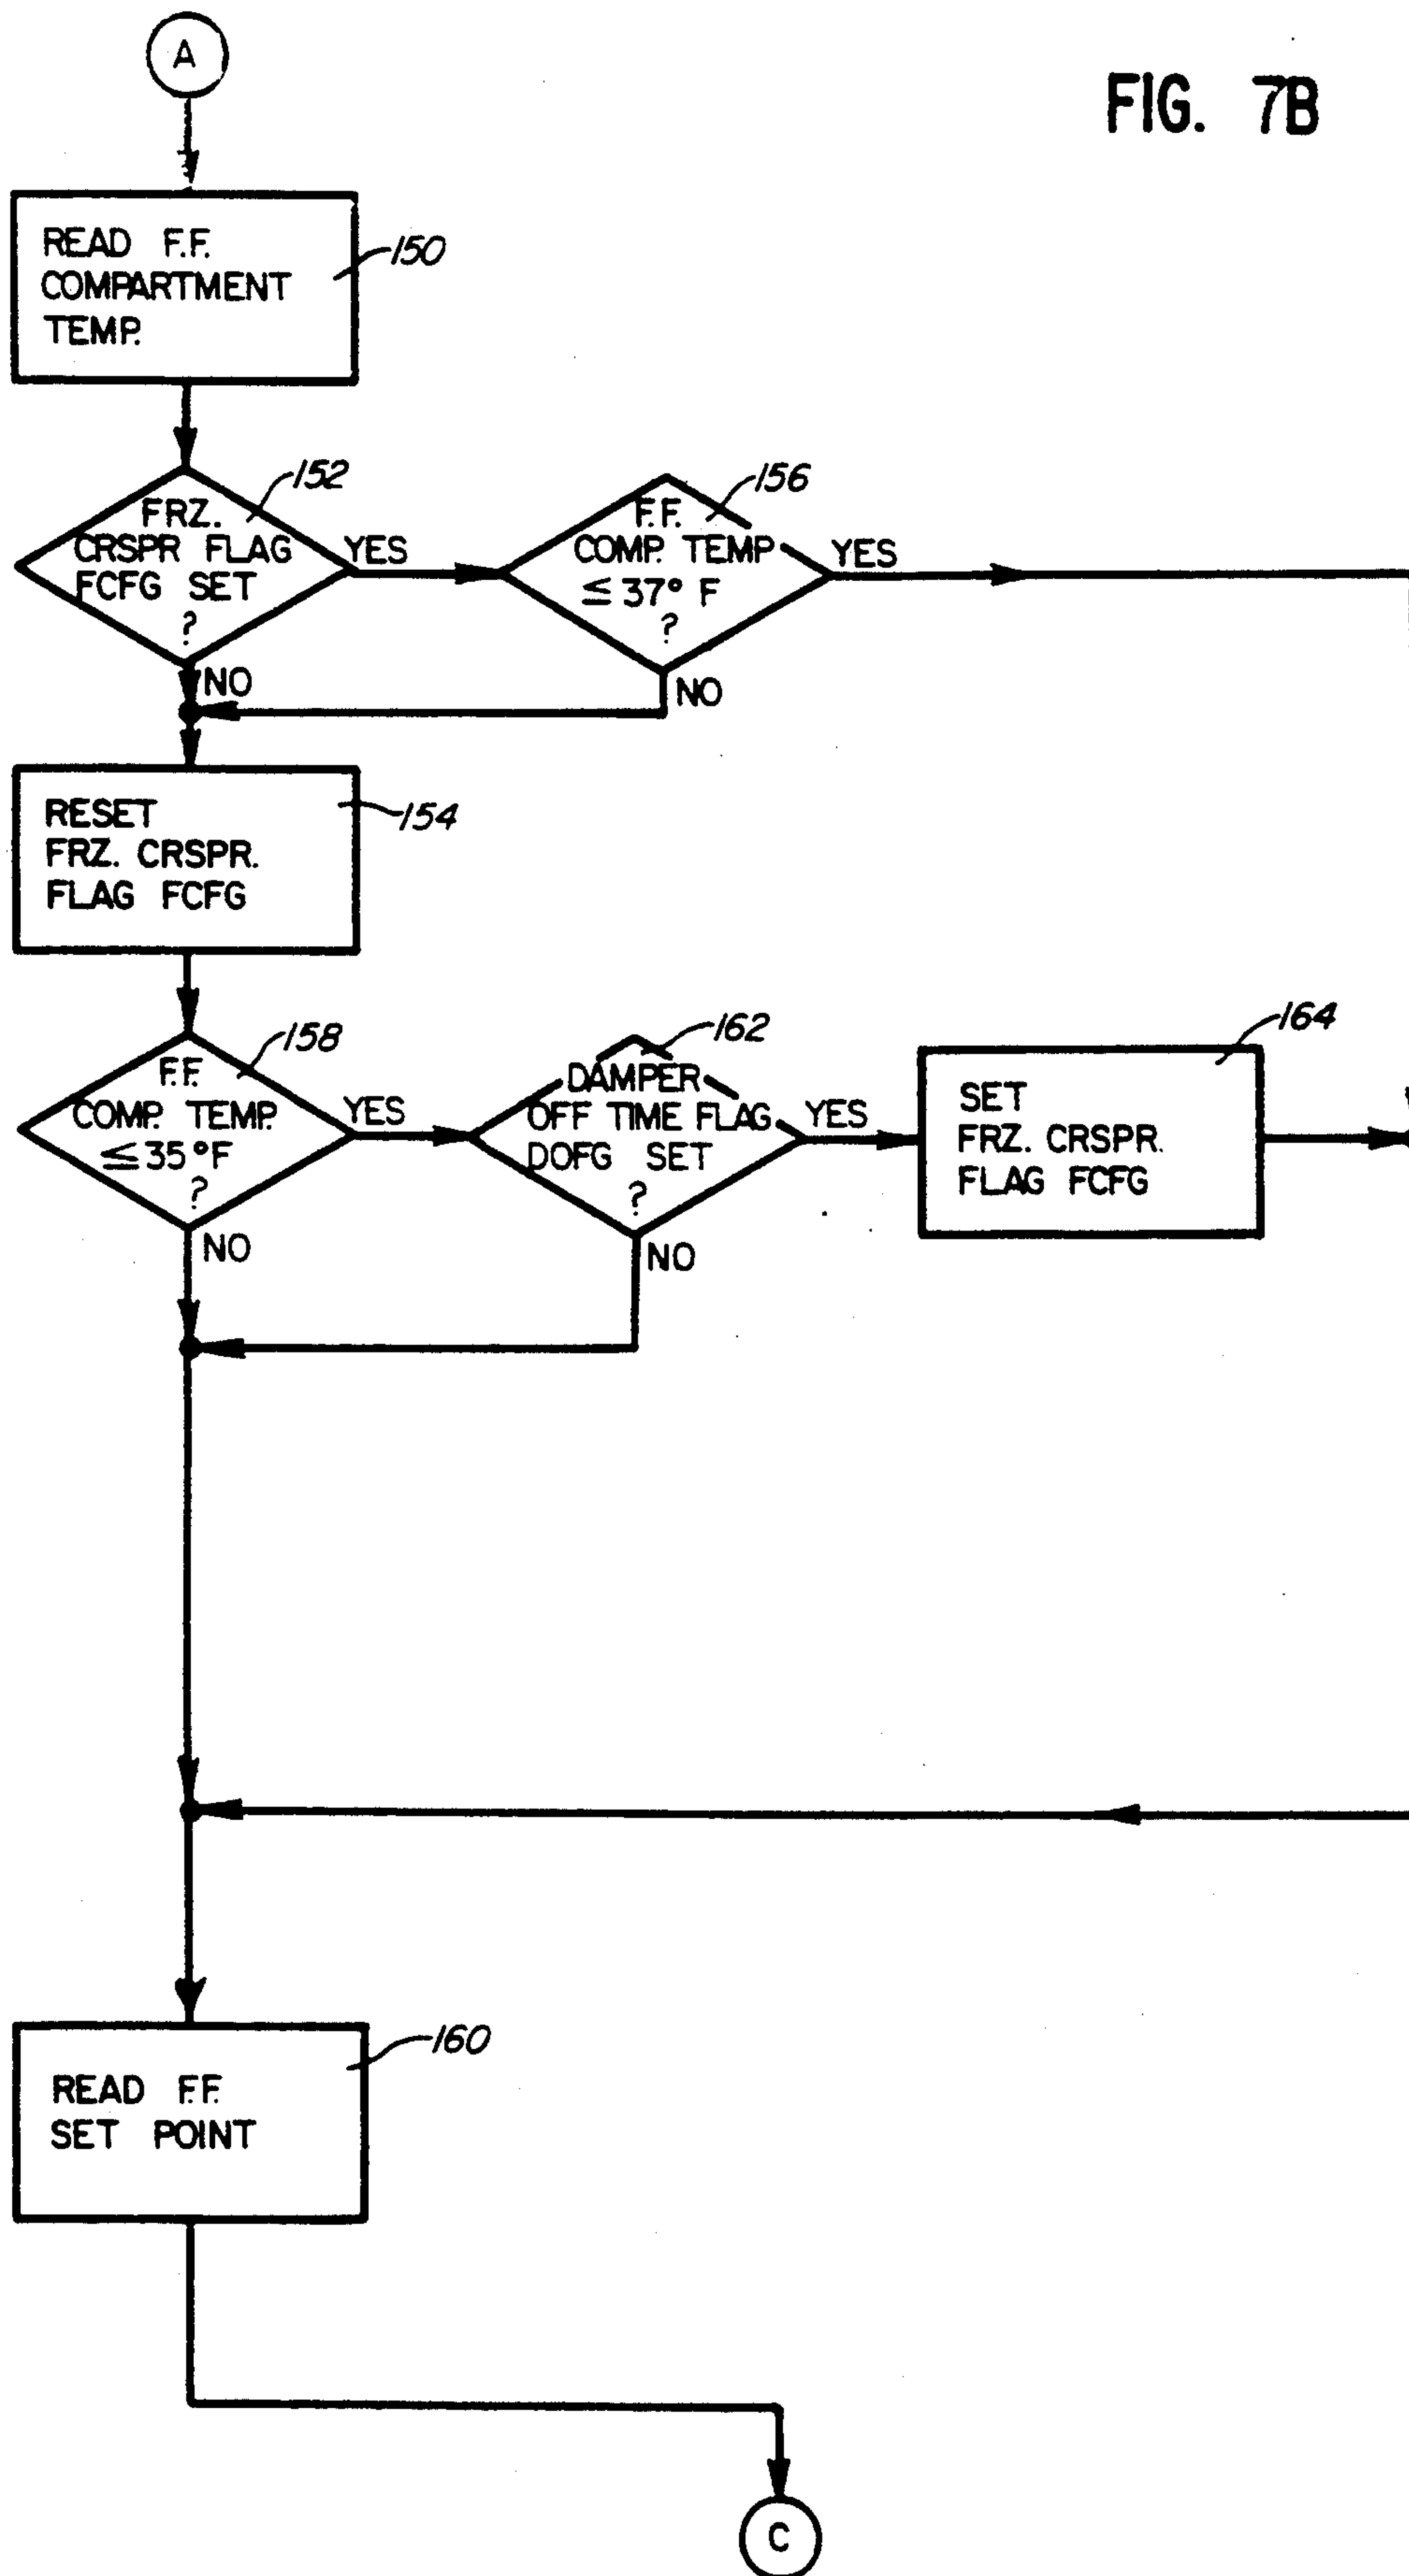 A
FIG. 7B
READ F.F.
COMPARTMENT
TEMP.
150
152
FRZ.
CRSPR FLAG
FCFG SET
?
YES
NO
156
F.F.
COMP. TEMP
≤ 37° F
?
YES
NO
RESET
FRZ. CRSPR.
FLAG FCFG
154
158
F.F.
COMP. TEMP.
≤ 35°F
?
YES
NO
162
DAMPER
OFF TIME FLAG
DOFG SET
?
YES
NO
164
SET
FRZ. CRSPR.
FLAG FCFG
160
READ F.F.
SET POINT
C